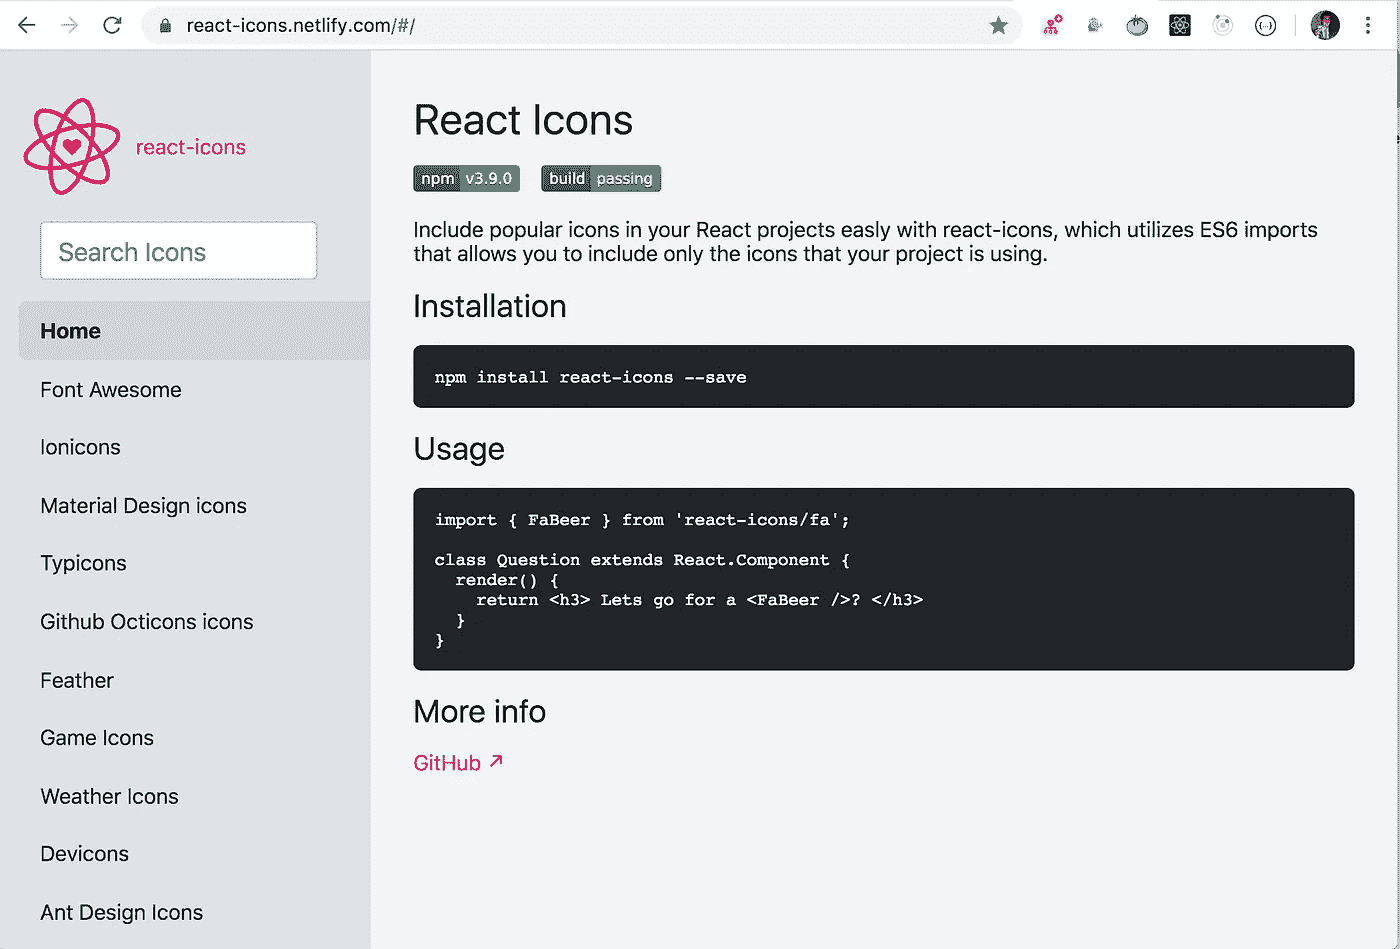 react-icons.netlify.com/#/
react-icons
Search Icons
Home
Font Awesome
Ionicons
Material Design icons
Typicons
Github Octicons icons
Feather
Game Icons
Weather Icons
Devicons
Ant Design Icons
React Icons
npm v3.9.0 build passing
Include popular icons in your React projects easly with react-icons, which utilizes ES6 imports
that allows you to include only the icons that your project is using.
Installation
npm install react-icons --save
Usage
import { FaBeer } from 'react-icons/fa';
class Question extends React.Component {
render() {
return <h3> Lets go for a <FaBeer />? </h3>
}
}
More info
GitHub ↗